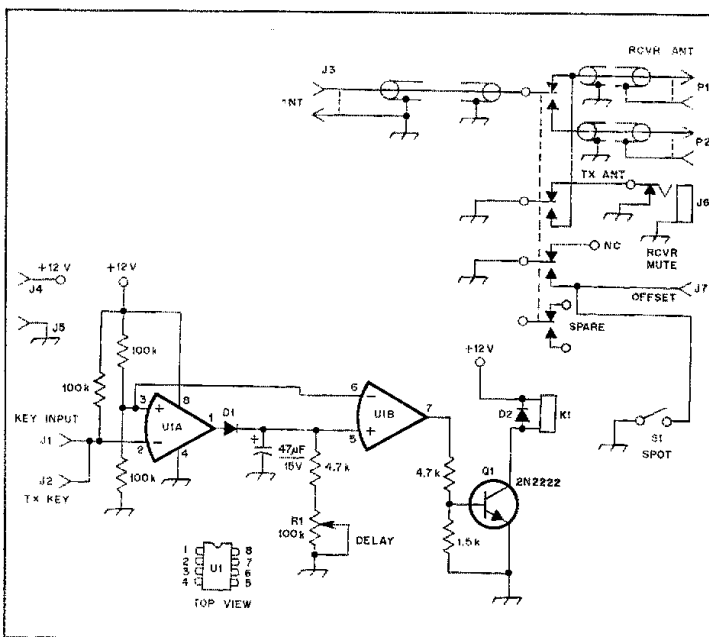 RCVR ANT
J3
P1
ANT
P2
TX ANT
J6
RCVR
MUTE
NC
J7
OFFSET
+12 V
J4
+12V
J5
SPARE
+12V
100k
100k
D2
K1
S1
SPOT
KEY INPUT
3
8
+
U1A
1
D1
6
-
U1B
7
J1
2
-
4
+
47µF
15V
4.7k
5
+
J2
TX KEY
100k
4.7k
Q1
2N2222
R1
100k
DELAY
1.5k
1
2
3
4
U1
8
7
6
5
TOP VIEW